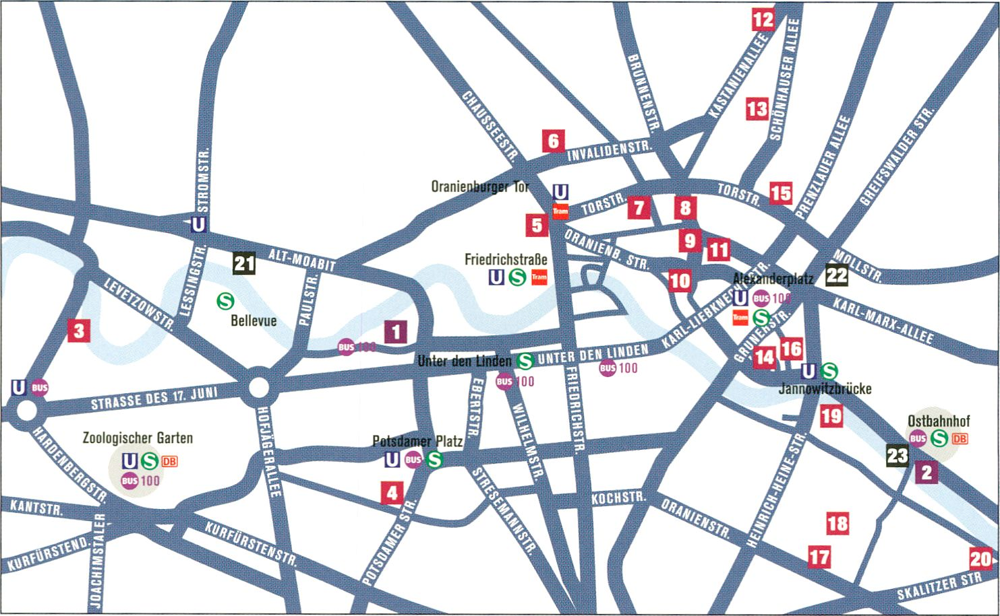 12
BRUNNENSTR.
KASTANIENALLEE
SCHÖNHAUSER ALLEE
CHAUSSEESTR.
13
6
INVALIDENSTR.
PRENZLAUER ALLEE
GREIFSWALDER STR.
STROMSTR.
Oranienburger Tor
U
Tram
TORSTR.
7
8
TORSTR.
15
U
5
ORANIENB. STR.
9
11
21
ALT-MOABIT
Friedrichstraße
U S Tram
LESSINGSTR.
PAULSTR.
10
Alexanderplatz
U BUS 100
Tram S
22
MOLLSTR.
LEVETZOWSTR.
S
Bellevue
KARL-LIEBKNECHTSTR.
KARL-MARX-ALLEE
3
1
BUS 100
GRUNERSTR.
14
16
Unter den Linden S
UNTER DEN LINDEN
BUS 100
BUS 100
U S
Jannowitzbrücke
U BUS
STRASSE DES 17. JUNI
EBERTSTR.
WILHELMSTR.
FRIEDRICHSTR.
19
Ostbahnhof
BUS S DB
HOFJÄGERALLEE
HARDENBERGSTR.
Zoologischer Garten
U S DB
BUS 100
Potsdamer Platz
U BUS S
23
2
HEINRICH-HEINE-STR.
4
STRESEMANNSTR.
KOCHSTR.
ORANIENSTR.
KANTSTR.
KURFÜRSTENSTR.
POTSDAMER STR.
18
17
20
KURFÜRSTEND.
JOACHIMSTALER
SKALITZER STR